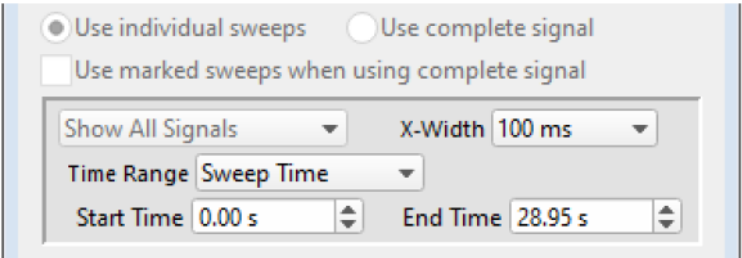 Use individual sweeps Use complete signal
Use marked sweeps when using complete signal
Show All Signals X-Width 100 ms
Time Range Sweep Time
Start Time 0.00 s End Time 28.95 s